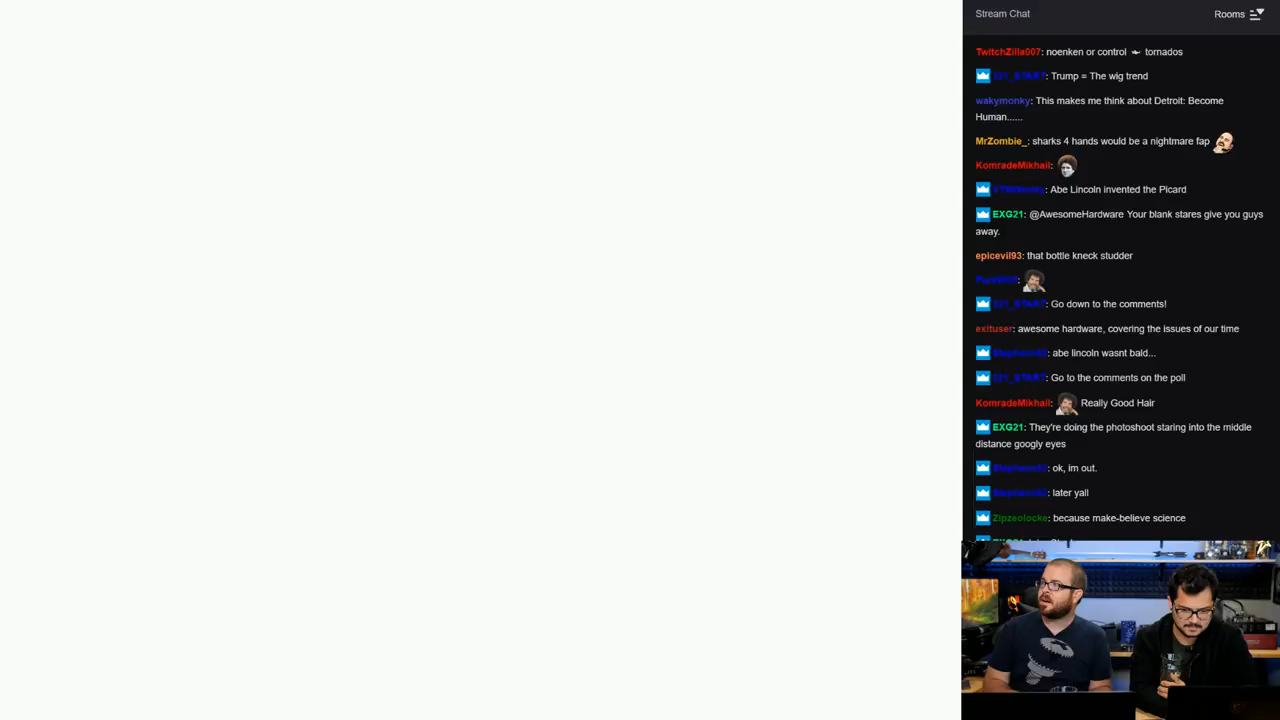 Stream Chat
Rooms
TwitchZilla007: noenken or control tornados
321_START: Trump = The wig trend
wakymonky: This makes me think about Detroit: Become
Human......
MrZombie_: sharks 4 hands would be a nightmare fap
KomradeMikhail:
: Abe Lincoln invented the Picard
EXG21: @AwesomeHardware Your blank stares give you guys
away.
epicevil93: that bottle kneck studder
321_START: Go down to the comments!
exituser: awesome hardware, covering the issues of our time
: abe lincoln wasnt bald...
321_START: Go to the comments on the poll
KomradeMikhail: Really Good Hair
EXG21: They're doing the photoshoot staring into the middle
distance googly eyes
: ok, im out.
: later yall
Zipzeolocke: because make-believe science